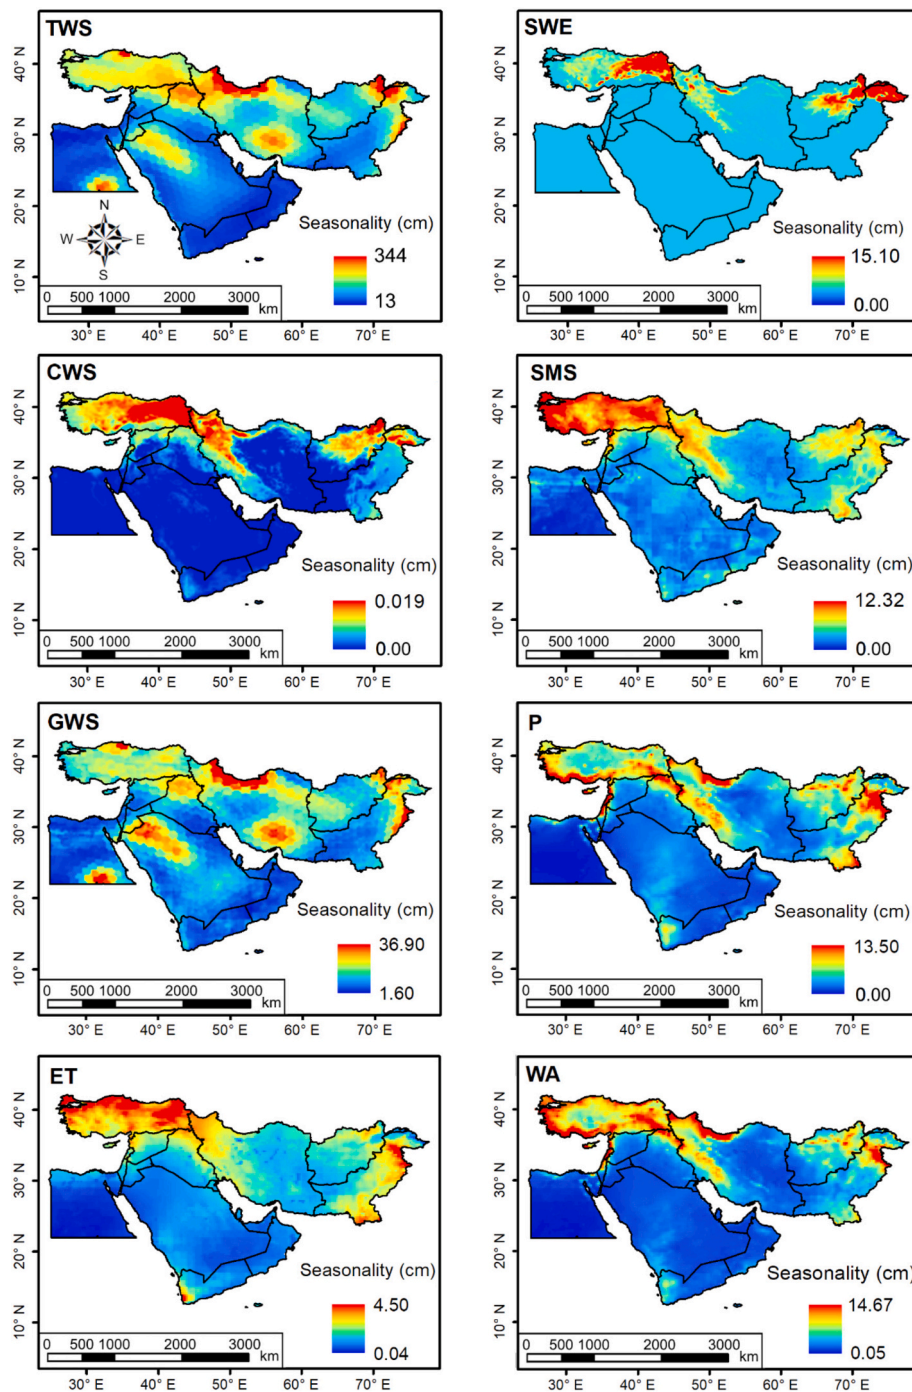 TWS
40° N
30° N
20° N
10° N
N
W E
S
Seasonality (cm)
344
13
0 500 1000 2000 3000
km
30° E 40° E 50° E 60° E 70° E
SWE
40° N
30° N
20° N
10° N
Seasonality (cm)
15.10
0.00
0 500 1000 2000 3000
km
30° E 40° E 50° E 60° E 70° E
CWS
40° N
30° N
20° N
10° N
Seasonality (cm)
0.019
0.00
0 500 1000 2000 3000
km
30° E 40° E 50° E 60° E 70° E
SMS
40° N
30° N
20° N
10° N
Seasonality (cm)
12.32
0.00
0 500 1000 2000 3000
km
30° E 40° E 50° E 60° E 70° E
GWS
40° N
30° N
20° N
10° N
Seasonality (cm)
36.90
1.60
0 500 1000 2000 3000 km
30° E 40° E 50° E 60° E 70° E
P
40° N
30° N
20° N
10° N
Seasonality (cm)
13.50
0.00
0 500 1000 2000 3000
km
30° E 40° E 50° E 60° E 70° E
ET
40° N
30° N
20° N
10° N
Seasonality (cm)
4.50
0.04
0 500 1000 2000 3000
km
30° E 40° E 50° E 60° E 70° E
WA
40° N
30° N
20° N
10° N
Seasonality (cm)
14.67
0.05
0 500 1000 2000 3000
km
30° E 40° E 50° E 60° E 70° E